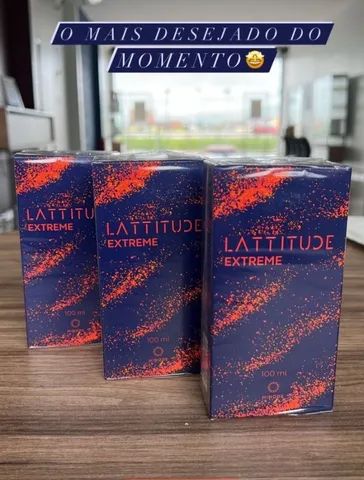 O MAIS DESEJADO DO
MOMENTO🤩
LATTITUDE
EXTREME
100 ml
LATTITUDE
EXTREME
100 ml
LATTITUDE
EXTREME
100 ml